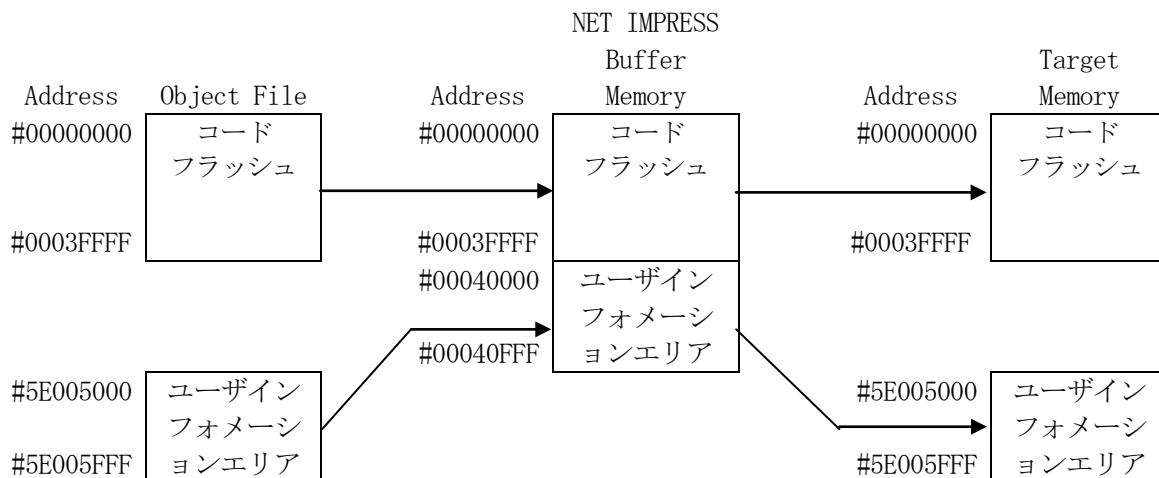 NET IMPRESS
Buffer
Target
Address Object File Address Memory Address Memory
#00000000 コード #00000000 コード #00000000 コード
フラッシュ フラッシュ フラッシュ
#0003FFFF #0003FFFF #0003FFFF
#00040000 ユーザイン
フォメーシ
#00040FFF ョンエリア
#5E005000 ユーザイン #5E005000 ユーザイン
フォメーシ フォメーシ
#5E005FFF ョンエリア #5E005FFF ョンエリア